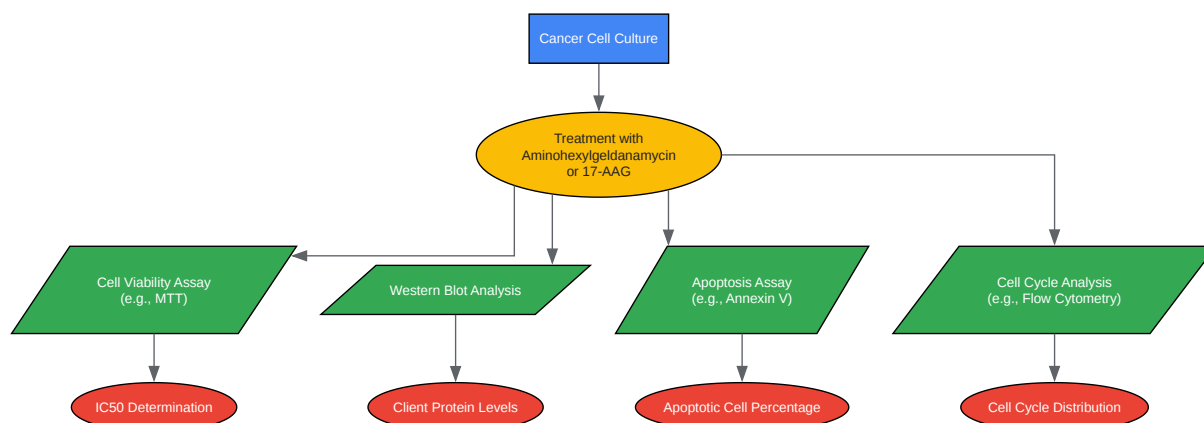 Cancer Cell Culture
Treatment with
Aminohexylgeldanamycin
or 17-AAG
Cell Viability Assay
(e.g., MTT)
Western Blot Analysis
Apoptosis Assay
(e.g., Annexin V)
Cell Cycle Analysis
(e.g., Flow Cytometry)
IC50 Determination
Client Protein Levels
Apoptotic Cell Percentage
Cell Cycle Distribution